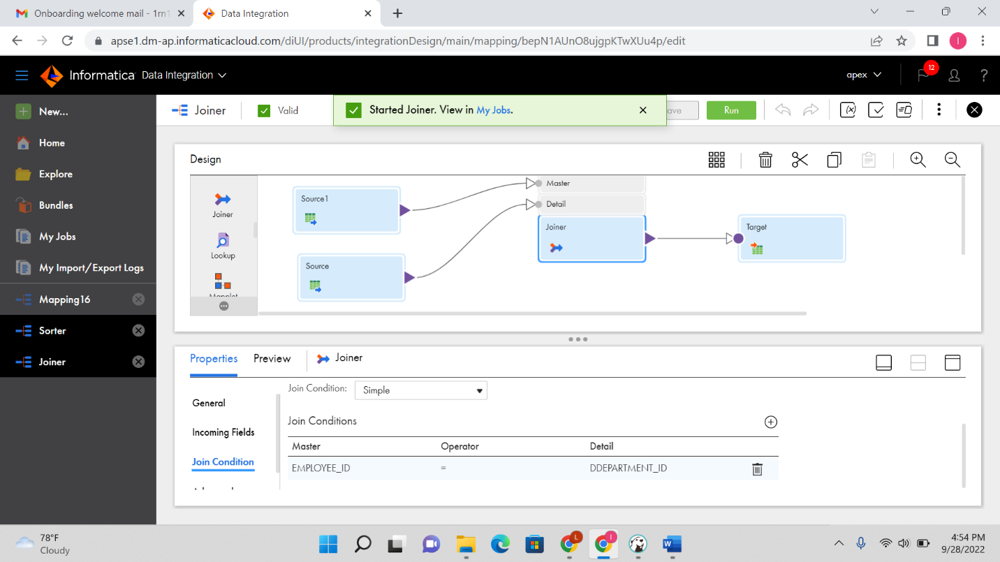 Onboarding welcome mail - 1rn1
Data Integration
apse1.dm-ap.informaticacloud.com/diUI/products/integrationDesign/main/mapping/bepN1AUnO8ujgpKTwXUu4p/edit
I
Informatica Data Integration
apex
12
?
New...
Home
Explore
Bundles
My Jobs
My Import/Export Logs
Mapping16
Sorter
Joiner
Joiner
Valid
Started Joiner. View in My Jobs.
ave
Run
Design
Joiner
Lookup
Mapplet
Source1
Source
Master
Detail
Joiner
Target
Properties
Preview
Joiner
General
Incoming Fields
Join Condition
Join Condition: Simple
Join Conditions
Master Operator Detail
EMPLOYEE_ID = DDEPARTMENT_ID
78°F
Cloudy
L
I
4:54 PM
9/28/2022